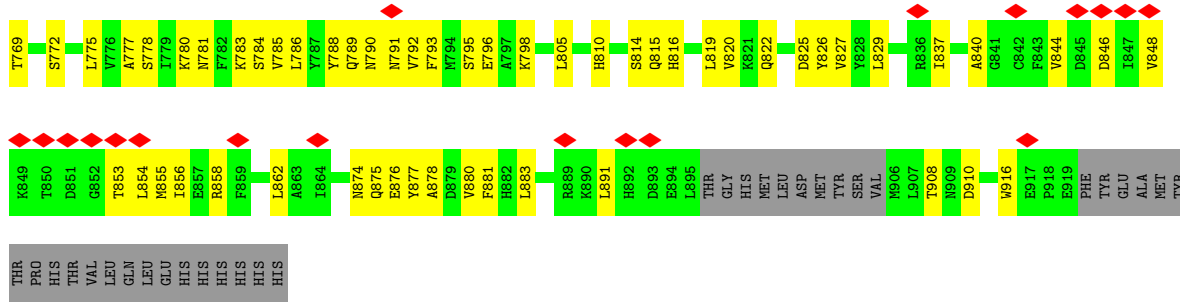 T769 S772 L775 V776 A777 S778 I779 K780 N781 F782 K783 S784 V785 L786 Y787 Y788 Q789 N790 N791 V792 F793 M794 S795 E796 A797 K798 L805 H810 S814 Q815 H816 L819 V820 K821 Q822 D825 Y826 V827 Y828 L829 R836 I837 A840 G841 C842 F843 V844 D845 D846 I847 V848
K849 T850 D851 G852 T853 L854 M855 I856 E857 R858 F859 L862 A863 I864 N874 Q875 E876 Y877 A878 D879 V880 F881 H882 L883 R889 K890 L891 H892 D893 E894 L895 THR GLY HIS MET LEU ASP MET TYR SER VAL M906 L907 T908 N909 D910 W916 E917 P918 E919 PHE TYR GLU ALA MET TYR
THR PRO HIS THR VAL LEU GLN LEU GLU HIS HIS HIS HIS HIS HIS